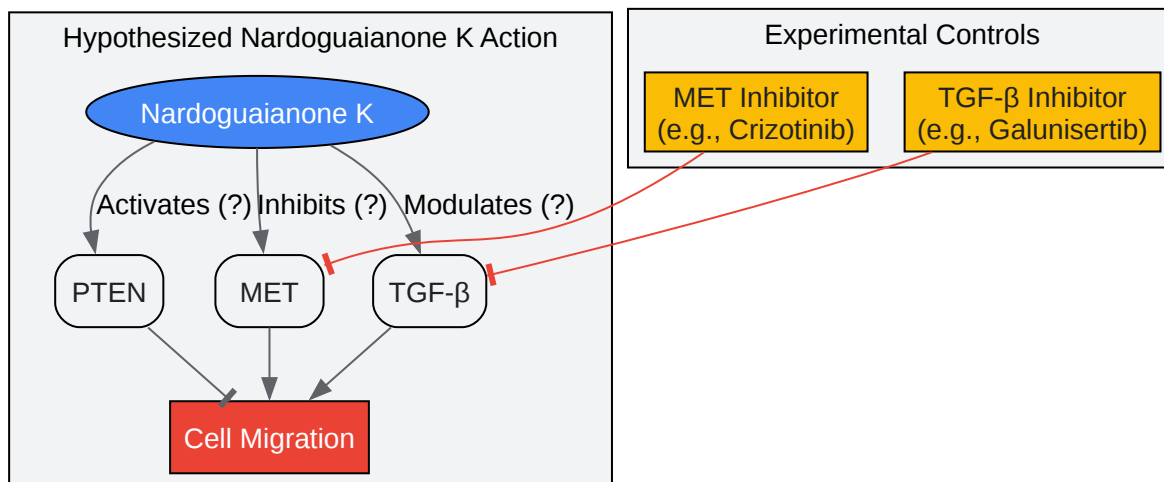 Hypothesized Nardoguaianone K Action
Nardoguaianone K
Activates (?)
Inhibits (?)
Modulates (?)
PTEN
MET
TGF-β
Cell Migration
Experimental Controls
MET Inhibitor
(e.g., Crizotinib)
TGF-β Inhibitor
(e.g., Galunisertib)